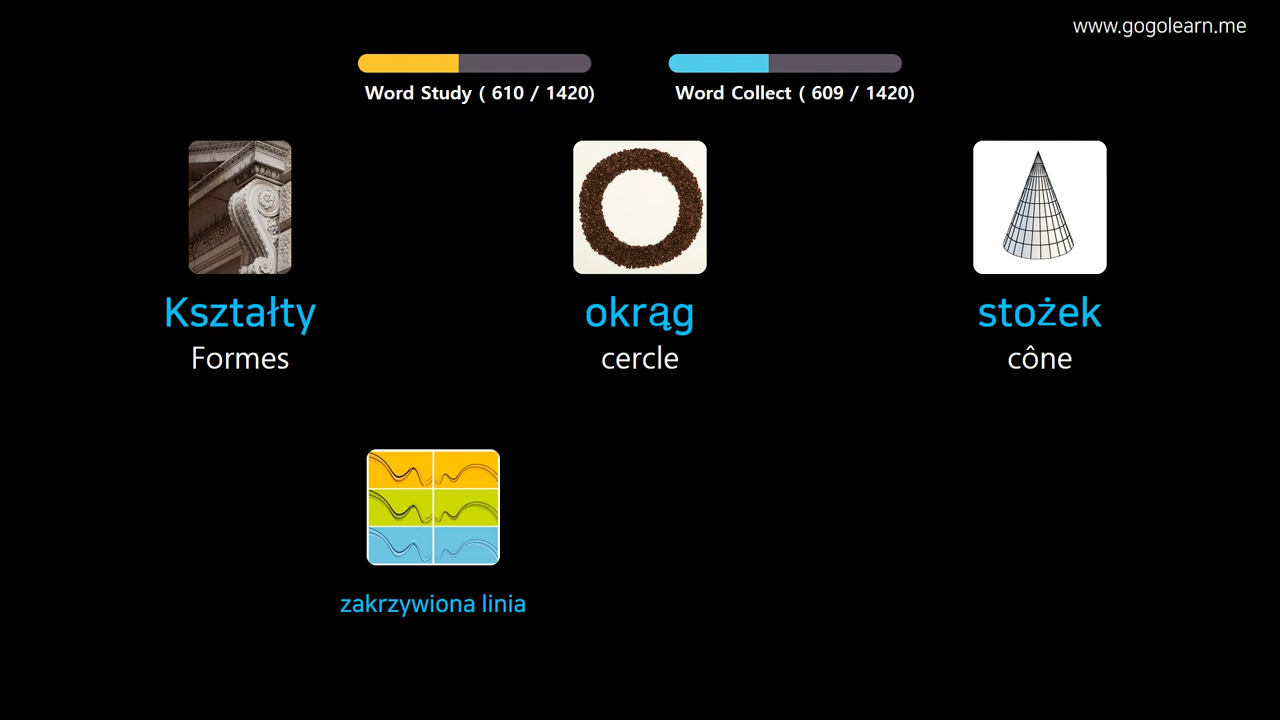 www.gogolearn.me
Word Study ( 610 / 1420)
Word Collect ( 609 / 1420)
Kształty
okrąg
stożek
Formes
cercle
cône
zakrzywiona linia